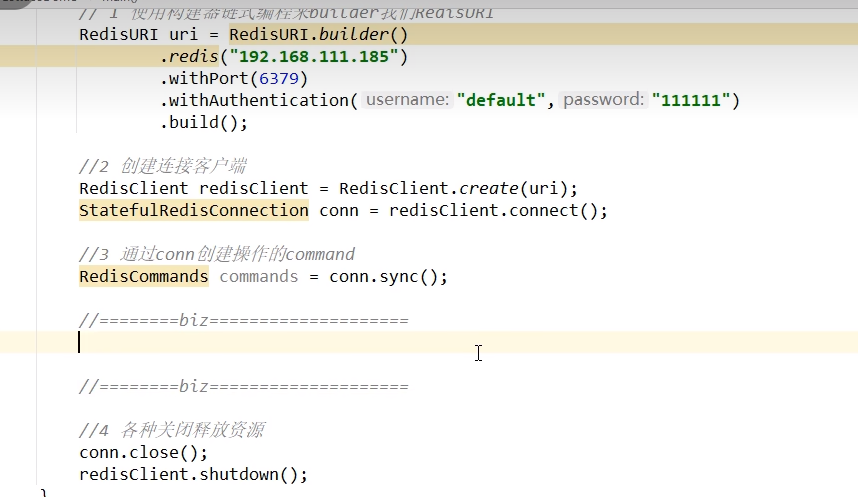 // 1 使用构建器链式编程来builder我们RedisURI
RedisURI uri = RedisURI.builder()
.redis("192.168.111.185")
.withPort(6379)
.withAuthentication( username: "default", password: "111111")
.build();
//2 创建连接客户端
RedisClient redisClient = RedisClient.create(uri);
StatefulRedisConnection conn = redisClient.connect();
//3 通过conn创建操作的command
RedisCommands commands = conn.sync();
//========biz====================
//========biz====================
//4 各种关闭释放资源
conn.close();
redisClient.shutdown();
}